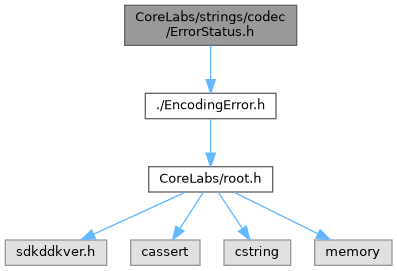 CoreLabs/strings/codec
/ErrorStatus.h
./EncodingError.h
CoreLabs/root.h
sdkddkver.h
cassert
cstring
memory